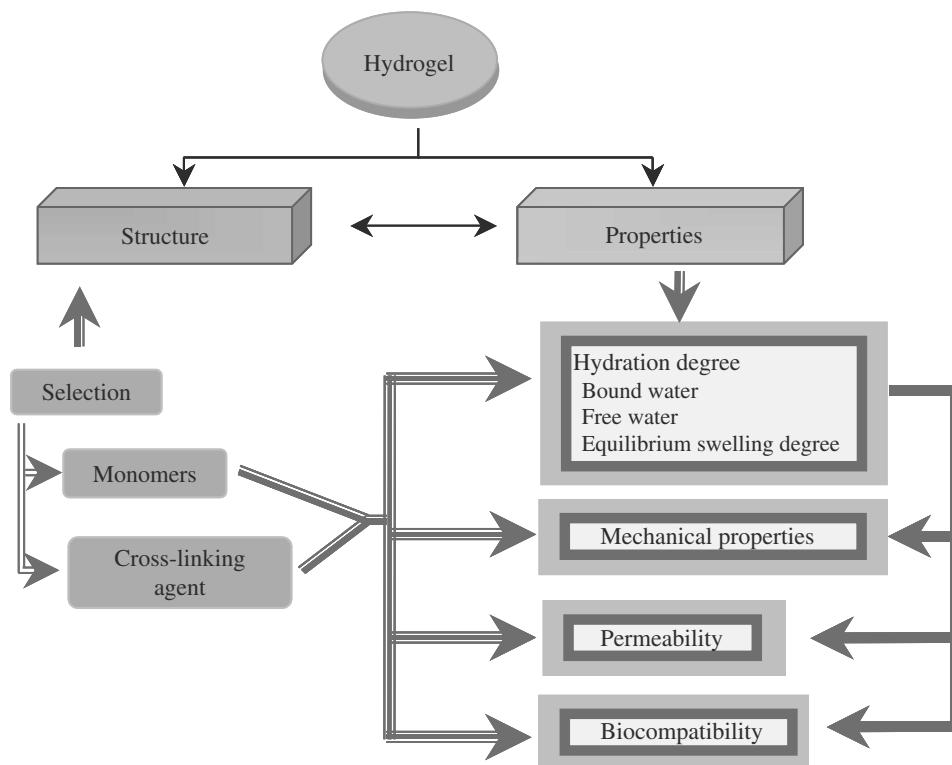 Hydrogel
Structure
Properties
Selection
Monomers
Cross-linking
agent
Hydration degree
Bound water
Free water
Equilibrium swelling degree
Mechanical properties
Permeability
Biocompatibility